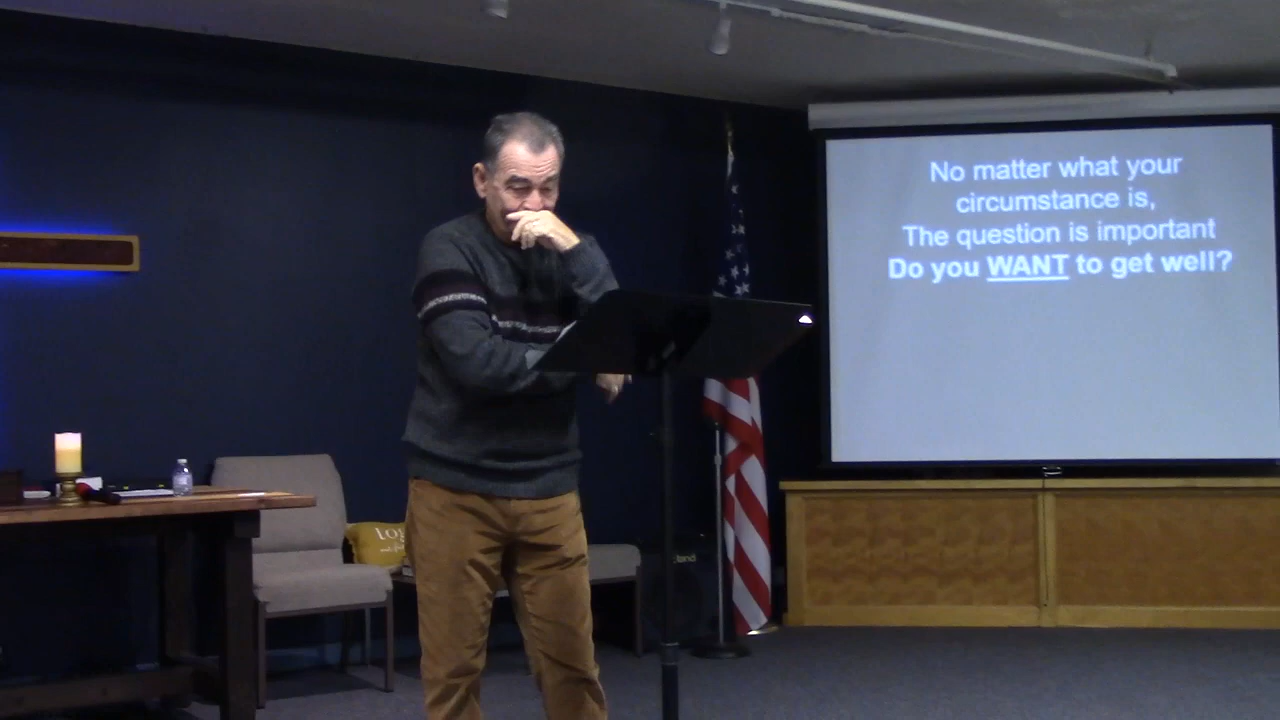 No matter what your
circumstance is,
The question is important
Do you WANT to get well?